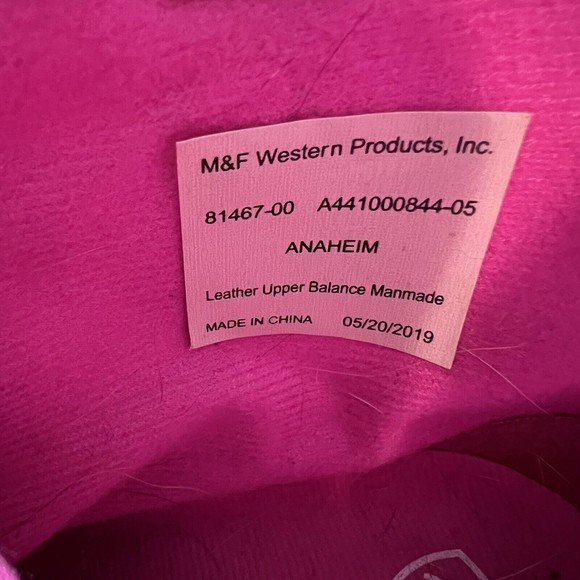 M&F Western Products, Inc.
81467-00 A441000844-05
ANAHEIM
Leather Upper Balance Manmade
MADE IN CHINA 05/20/2019